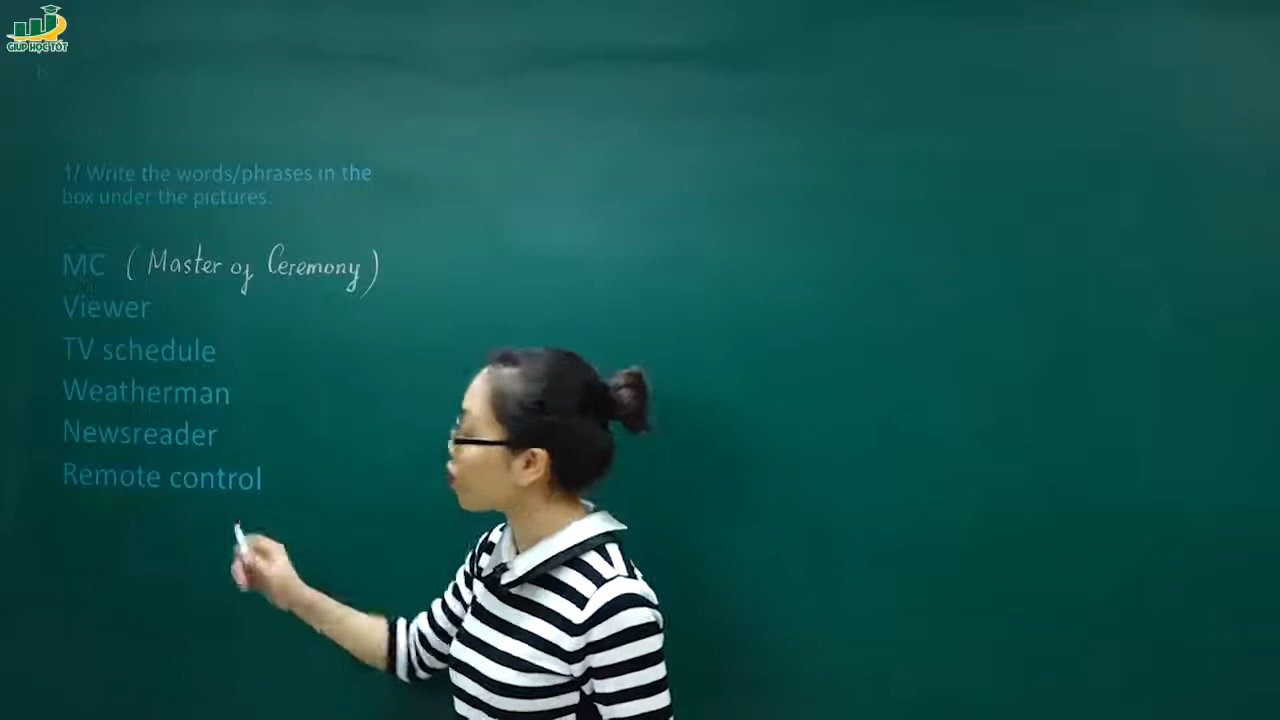 GIÚP HỌC TỐT
1/ Write the words/phrases in the
box under the pictures.
MC (Master of Ceremony)
Viewer
TV schedule
Weatherman
Newsreader
Remote control